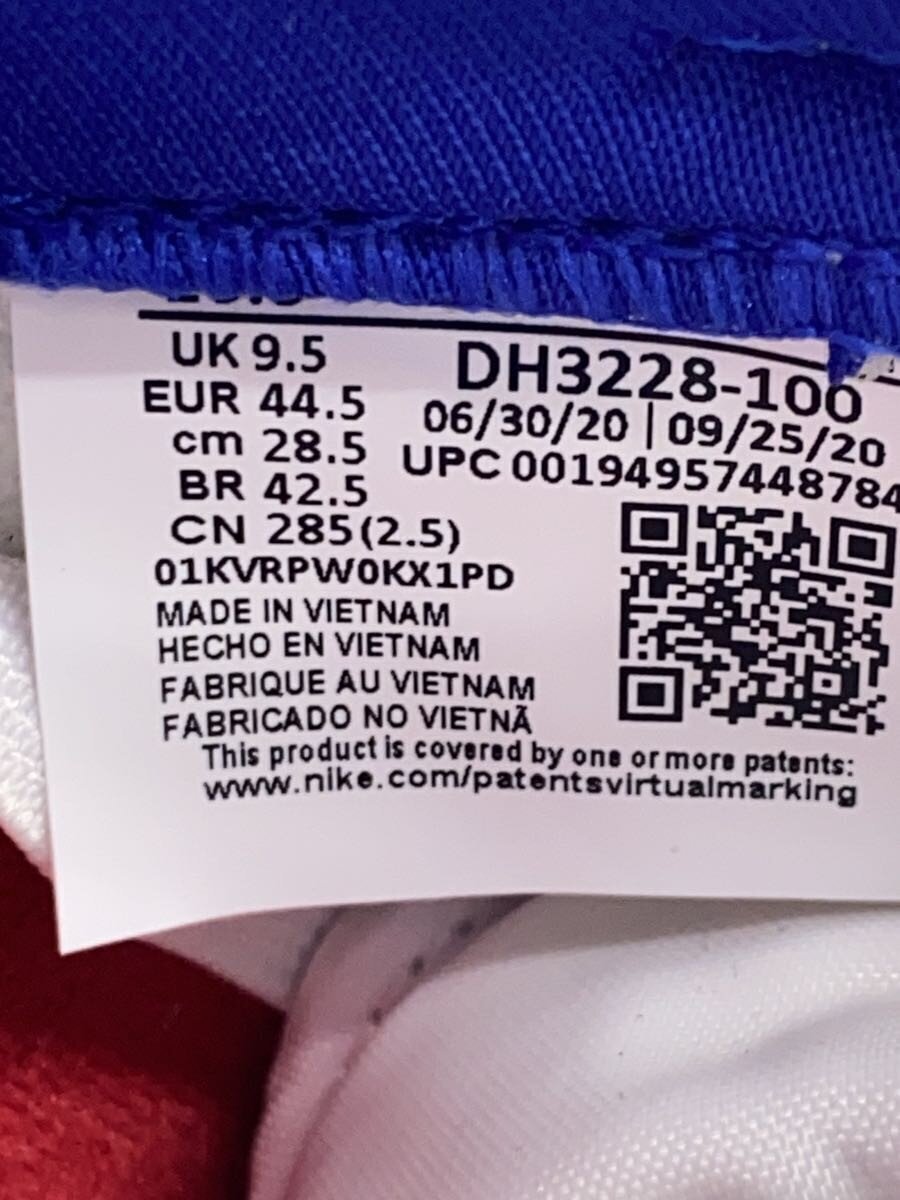 UK 9.5
EUR 44.5
cm 28.5
BR 42.5
CN 285(2.5)
DH3228-100
06/30/20 | 09/25/20
UPC 00194957448784
01KVRPW0KX1PD
MADE IN VIETNAM
HECHO EN VIETNAM
FABRIQUE AU VIETNAM
FABRICADO NO VIETNÃ
This product is covered by one or more patents:
www.nike.com/patentsvirtualmarking